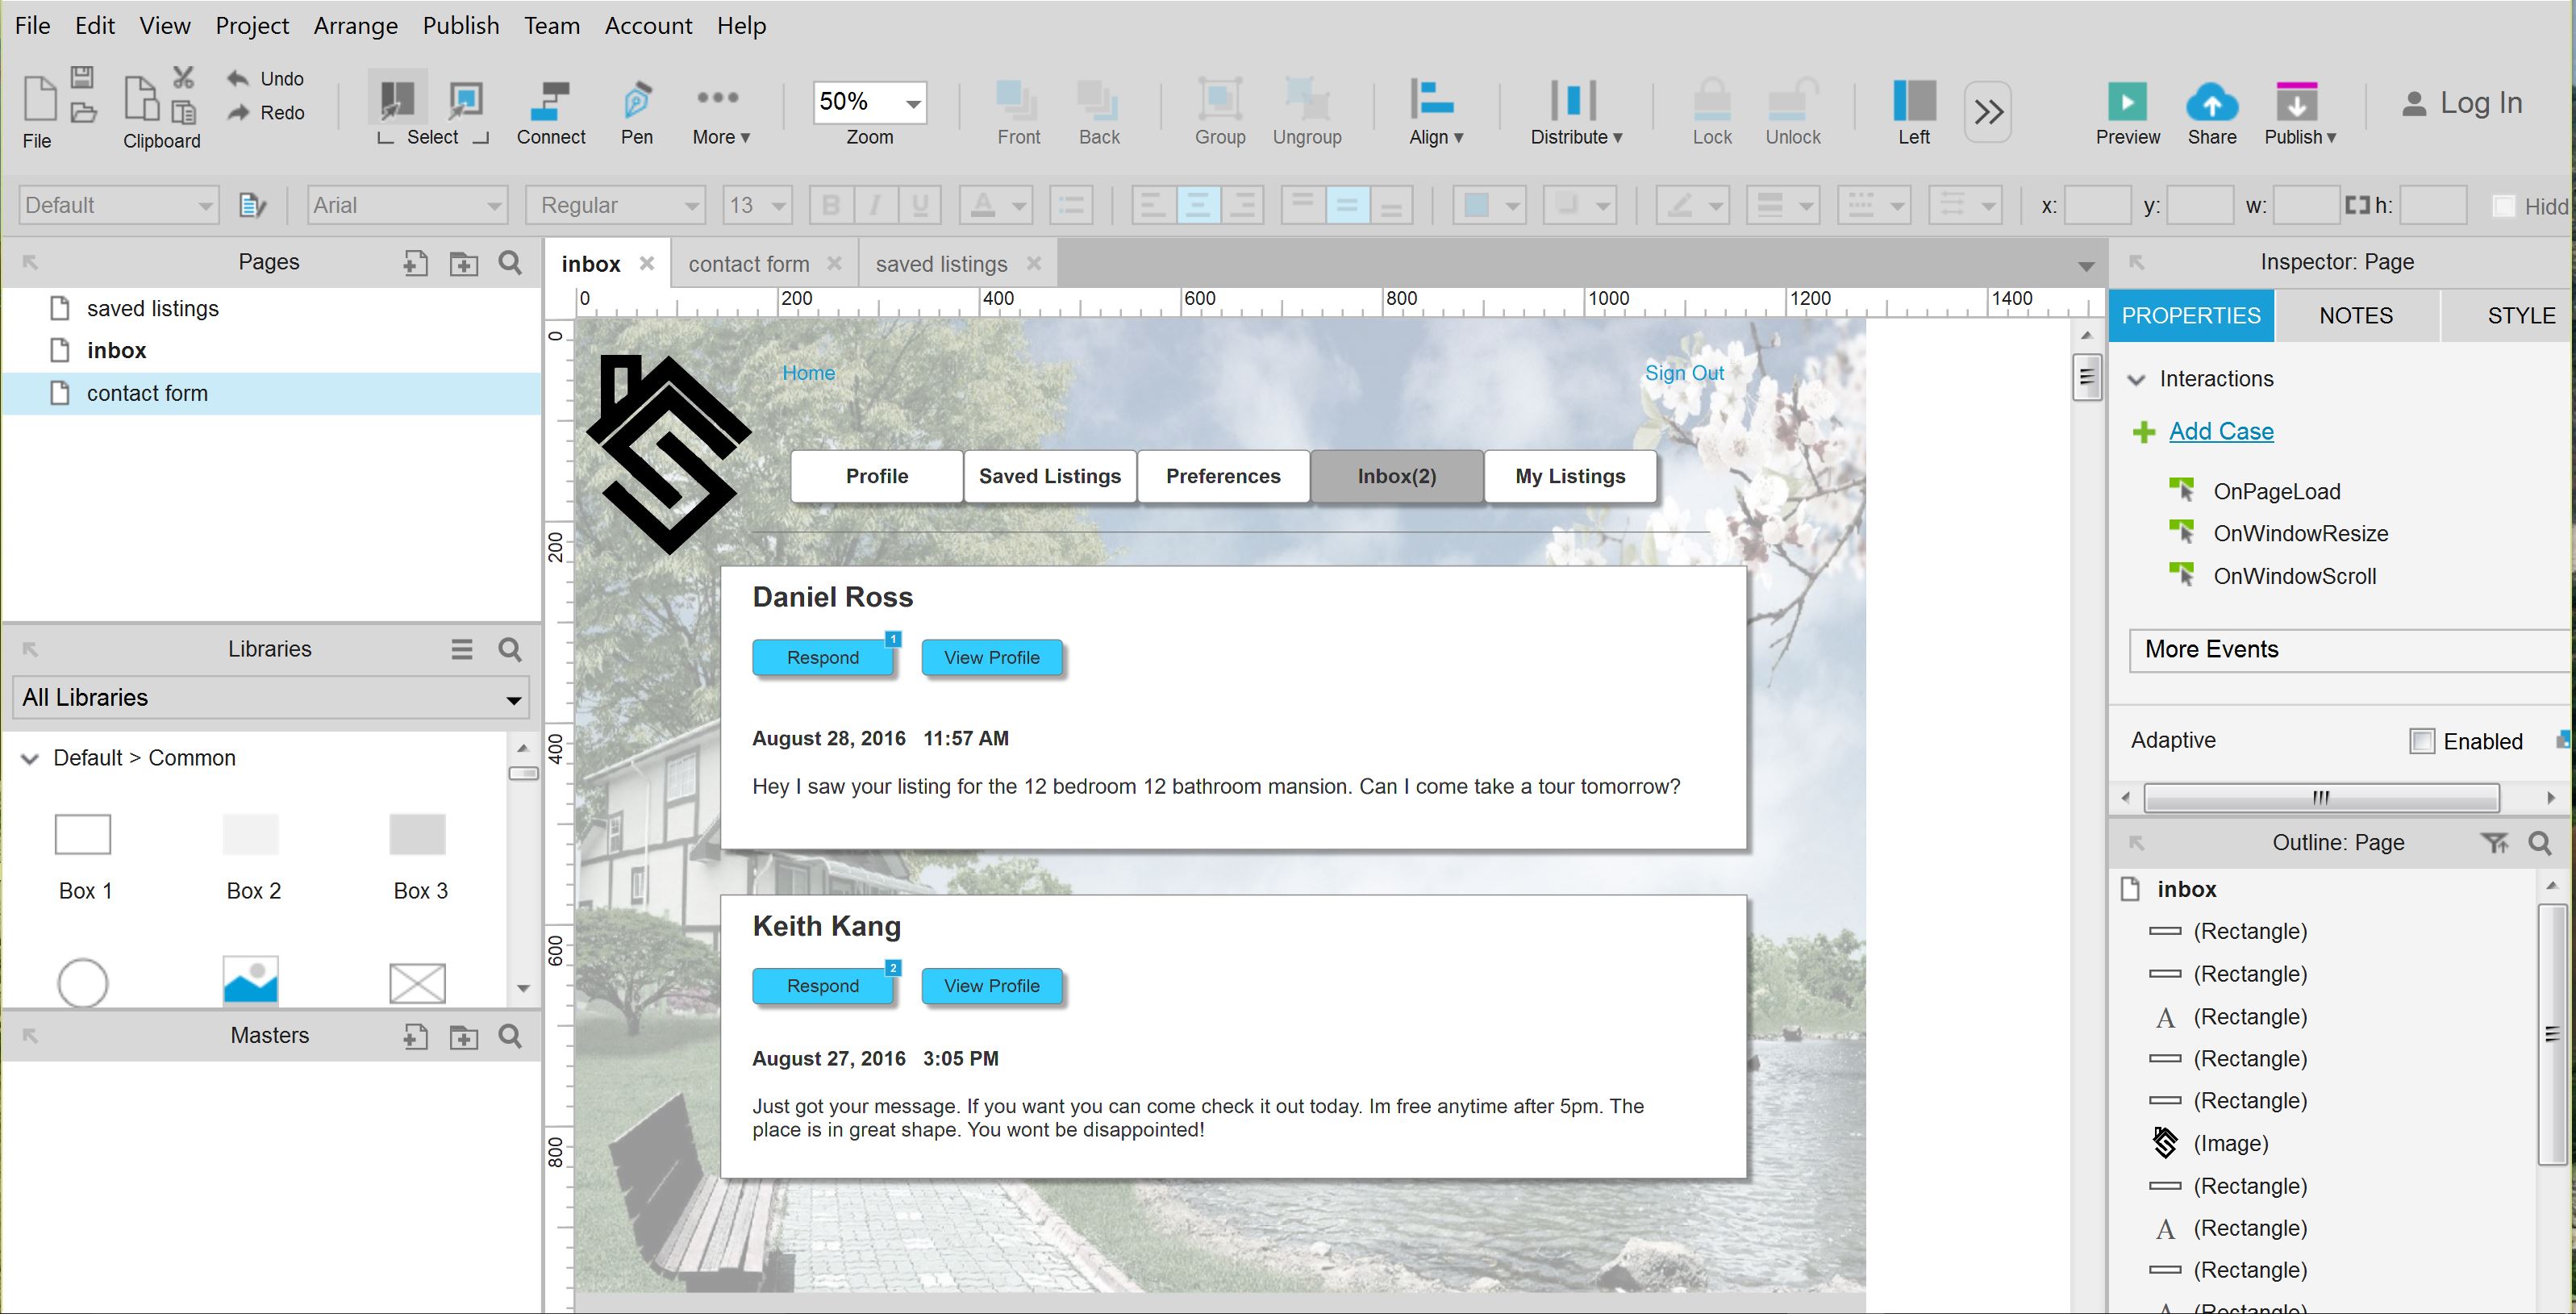 File Edit View Project Arrange Publish Team Account Help
Undo
Redo
File Clipboard Select Connect Pen More ▾ 50% Zoom Front Back Group Ungroup Align ▾ Distribute ▾ Lock Unlock Left Preview Share Publish ▾ Log In
Default Arial Regular 13 B I U A x: y: w: h: Hidd
Pages
saved listings
inbox
contact form
Libraries
All Libraries
Default > Common
Box 1 Box 2 Box 3
Masters
inbox contact form saved listings
0 200 400 600 800 1000 1200 1400
0
200
400
600
800
Home Sign Out
Profile Saved Listings Preferences Inbox(2) My Listings
Daniel Ross
1
Respond View Profile
August 28, 2016 11:57 AM
Hey I saw your listing for the 12 bedroom 12 bathroom mansion. Can I come take a tour tomorrow?
Keith Kang
2
Respond View Profile
August 27, 2016 3:05 PM
Just got your message. If you want you can come check it out today. Im free anytime after 5pm. The
place is in great shape. You wont be disappointed!
Inspector: Page
PROPERTIES NOTES STYLE
Interactions
Add Case
OnPageLoad
OnWindowResize
OnWindowScroll
More Events
Adaptive Enabled
Outline: Page
inbox
(Rectangle)
(Rectangle)
A (Rectangle)
(Rectangle)
(Rectangle)
(Image)
(Rectangle)
A (Rectangle)
(Rectangle)
A (Rectangle)